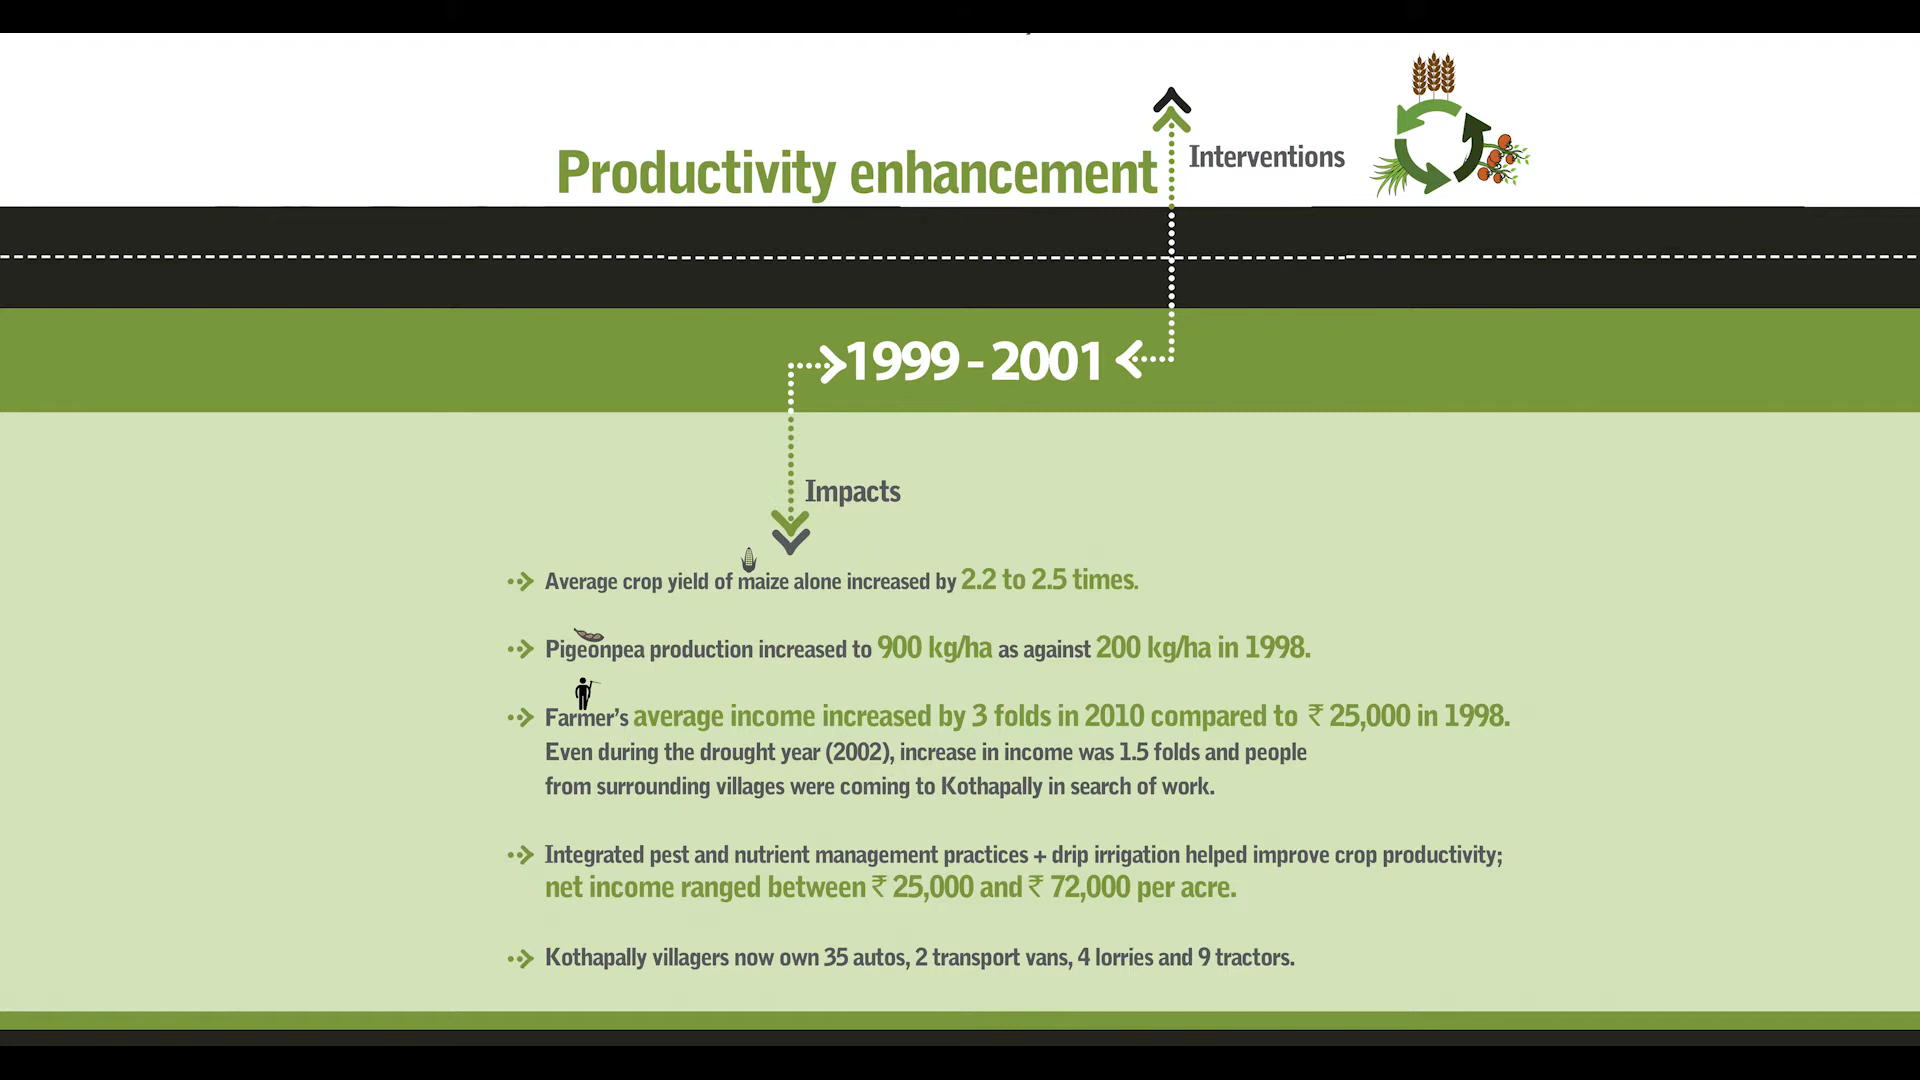 Productivity enhancement
Interventions
1999 - 2001
Impacts
Average crop yield of maize alone increased by 2.2 to 2.5 times.
Pigeonpea production increased to 900 kg/ha as against 200 kg/ha in 1998.
Farmer's average income increased by 3 folds in 2010 compared to ₹ 25,000 in 1998.
Even during the drought year (2002), increase in income was 1.5 folds and people
from surrounding villages were coming to Kothapally in search of work.
Integrated pest and nutrient management practices + drip irrigation helped improve crop productivity;
net income ranged between ₹ 25,000 and ₹ 72,000 per acre.
Kothapally villagers now own 35 autos, 2 transport vans, 4 lorries and 9 tractors.